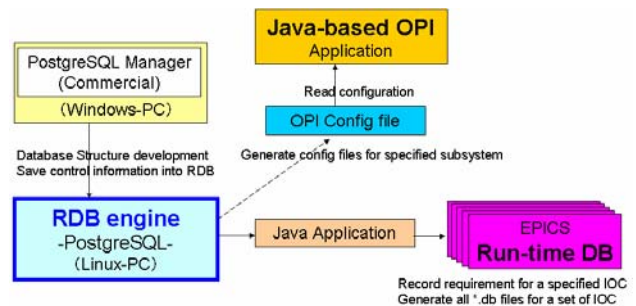 Java-based OPI
Application
PostgreSQL Manager
(Commercial)
(Windows-PC)
Read configuration
OPI Config file
Database Structure development
Save control information into RDB
Generate config files for specified subsystem
RDB engine
-PostgreSQL-
(Linux-PC)
Java Application
EPICS
Run-time DB
Record requirement for a specified IOC
Generate all *.db files for a set of IOC